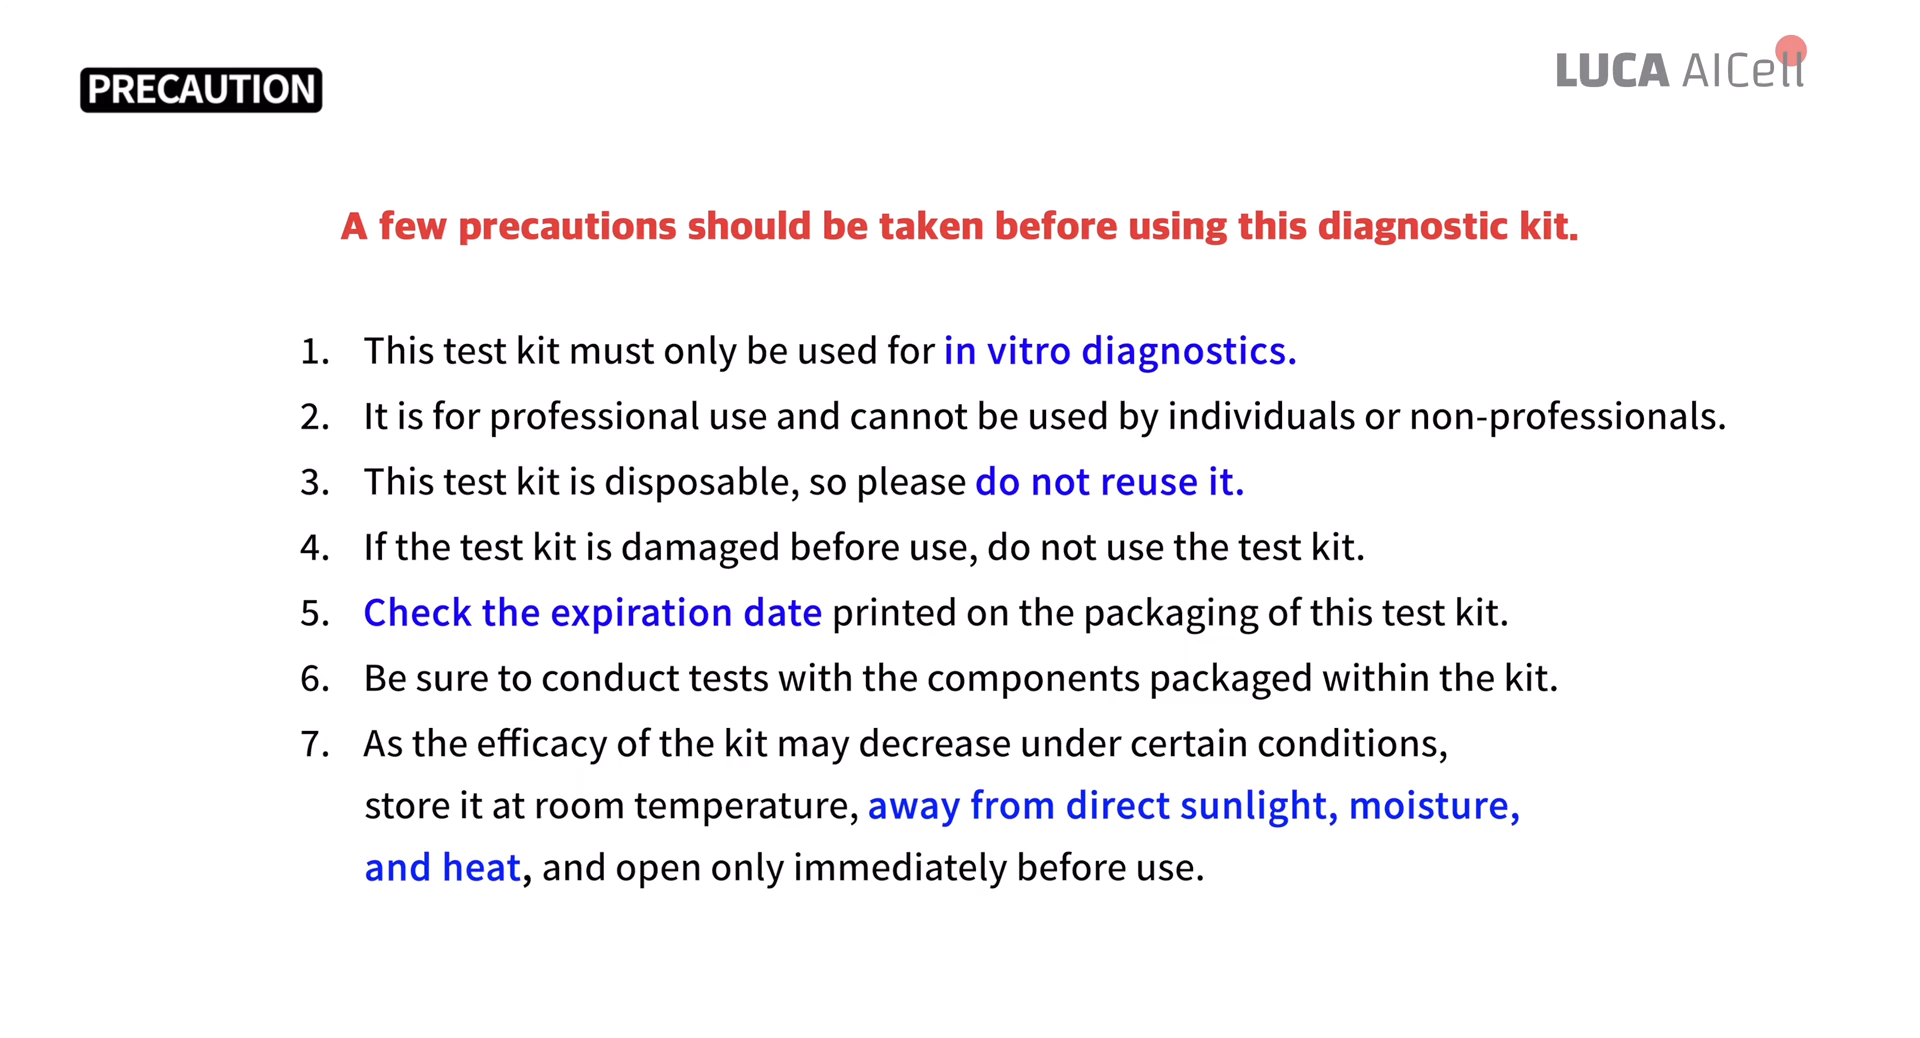 PRECAUTION
LUCA AICell
A few precautions should be taken before using this diagnostic kit.
1. This test kit must only be used for in vitro diagnostics.
2. It is for professional use and cannot be used by individuals or non-professionals.
3. This test kit is disposable, so please do not reuse it.
4. If the test kit is damaged before use, do not use the test kit.
5. Check the expiration date printed on the packaging of this test kit.
6. Be sure to conduct tests with the components packaged within the kit.
7. As the efficacy of the kit may decrease under certain conditions,
store it at room temperature, away from direct sunlight, moisture,
and heat, and open only immediately before use.